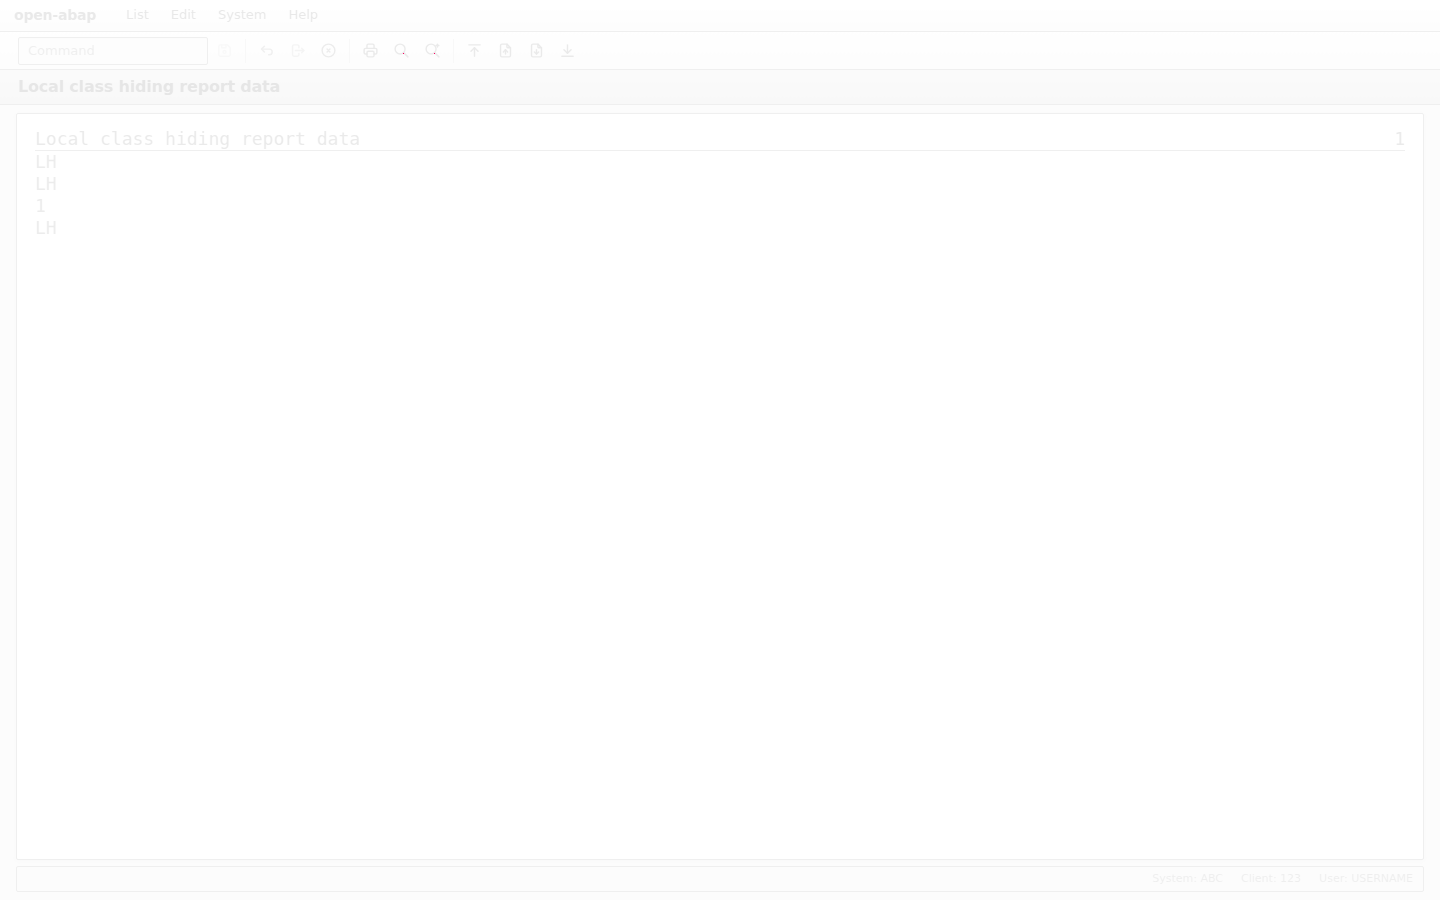 open-abap List Edit System Help
Command
Local class hiding report data
Local class hiding report data 1
LH
LH
1
LH
System: ABC Client: 123 User: USERNAME